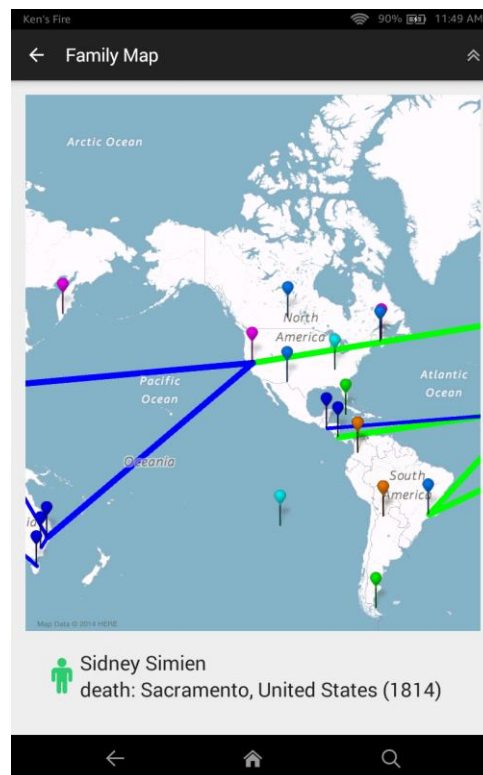 Ken's Fire 90% 11:49 AM
Family Map
Arctic Ocean
North
America
Pacific
Ocean
Atlantic
Ocean
Oceania
South
America
Map Data © 2014 HERE
Sidney Simien
death: Sacramento, United States (1814)